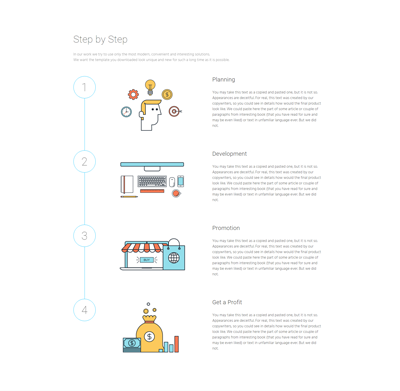 Step by Step
In our work we try to use only the most modern, convenient and interesting solutions.
We want the template you downloaded look unique and new for such a long time as it is possible.
1
Planning
You may take this text as a copied and pasted one, but it is not so.
Appearances are deceitful. For real, this text was created by our
copywriters, so you could see in details how would the final product
look like. We could paste here the part of some article or couple of
paragraphs from interesting book (that you have read for sure and
may be even liked) or text in unfamiliar language ever. But we did
not.
2
Development
You may take this text as a copied and pasted one, but it is not so.
Appearances are deceitful. For real, this text was created by our
copywriters, so you could see in details how would the final product
look like. We could paste here the part of some article or couple of
paragraphs from interesting book (that you have read for sure and
may be even liked) or text in unfamiliar language ever. But we did
not.
3
Promotion
BUY
You may take this text as a copied and pasted one, but it is not so.
Appearances are deceitful. For real, this text was created by our
copywriters, so you could see in details how would the final product
look like. We could paste here the part of some article or couple of
paragraphs from interesting book (that you have read for sure and
may be even liked) or text in unfamiliar language ever. But we did
not.
4
Get a Profit
$
$
You may take this text as a copied and pasted one, but it is not so.
Appearances are deceitful. For real, this text was created by our
copywriters, so you could see in details how would the final product
look like. We could paste here the part of some article or couple of
paragraphs from interesting book (that you have read for sure and
may be even liked) or text in unfamiliar language ever. But we did
not.